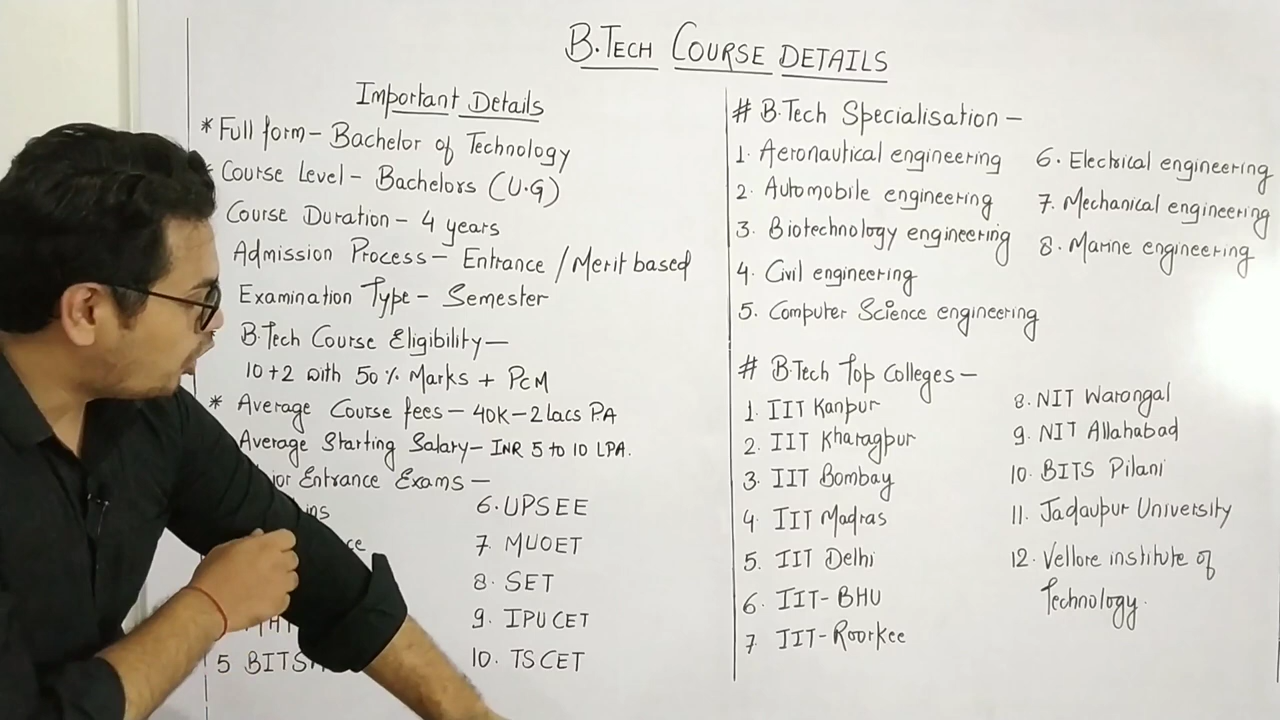 B.TECH COURSE DETAILS
Important Details
* Full form – Bachelor of Technology
Course Level – Bachelors (U.G)
Course Duration – 4 years
Admission Process – Entrance / Merit based
Examination Type – Semester
B.Tech Course Eligibility –
10+2 with 50% Marks + PCM
* Average Course fees – 40K – 2 Lacs P.A
Average Starting Salary – INR 5 to 10 LPA.
Entrance Exams –
5 BITS
6. UPSEE
7. MUOET
8. SET
9. IPU CET
10. TSCET
# B.Tech Specialisation –
1. Aeronautical engineering
2. Automobile engineering
3. Biotechnology engineering
4. Civil engineering
5. Computer Science engineering
6. Electrical engineering
7. Mechanical engineering
8. Marine engineering
# B.Tech Top Colleges –
1. IIT Kanpur
2. IIT Kharagpur
3. IIT Bombay
4. IIT Madras
5. IIT Delhi
6. IIT-BHU
7. IIT-Roorkee
8. NIT Warangal
9. NIT Allahabad
10. BITS Pilani
11. Jadavpur University
12. Vellore institute of
Technology.